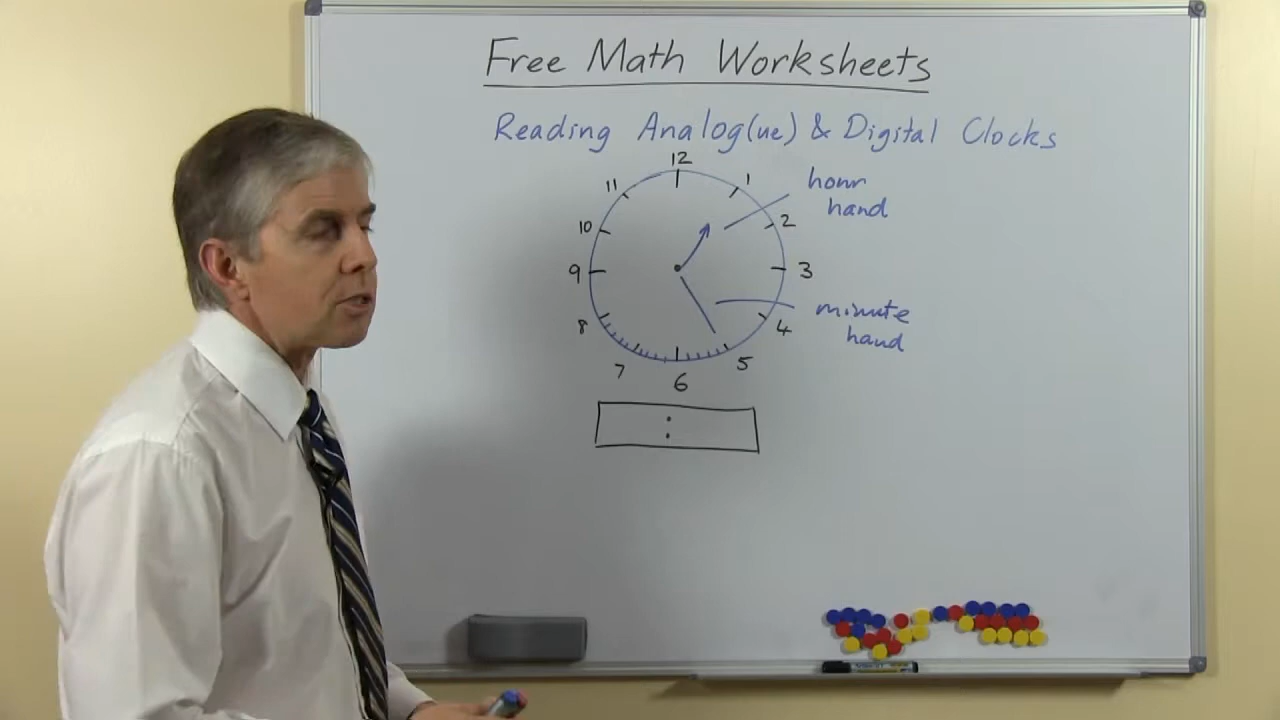 Free Math Worksheets
Reading Analog(ue) & Digital Clocks
12
11
1
10
2
9
3
8
4
7
5
6
hour
hand
minute
hand
: